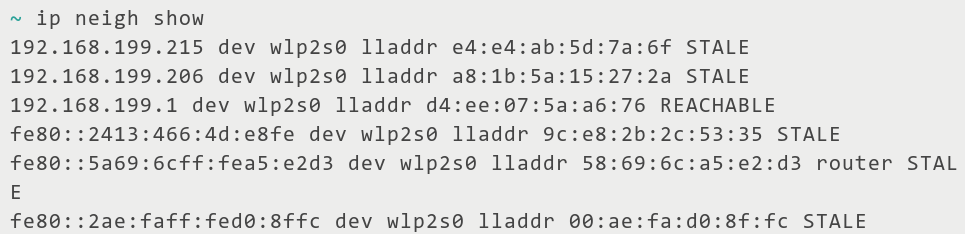 ~ ip neigh show
192.168.199.215 dev wlp2s0 lladdr e4:e4:ab:5d:7a:6f STALE
192.168.199.206 dev wlp2s0 lladdr a8:1b:5a:15:27:2a STALE
192.168.199.1 dev wlp2s0 lladdr d4:ee:07:5a:a6:76 REACHABLE
fe80::2413:466:4d:e8fe dev wlp2s0 lladdr 9c:e8:2b:2c:53:35 STALE
fe80::5a69:6cff:fea5:e2d3 dev wlp2s0 lladdr 58:69:6c:a5:e2:d3 router STAL
E
fe80::2ae:faff:fed0:8ffc dev wlp2s0 lladdr 00:ae:fa:d0:8f:fc STALE